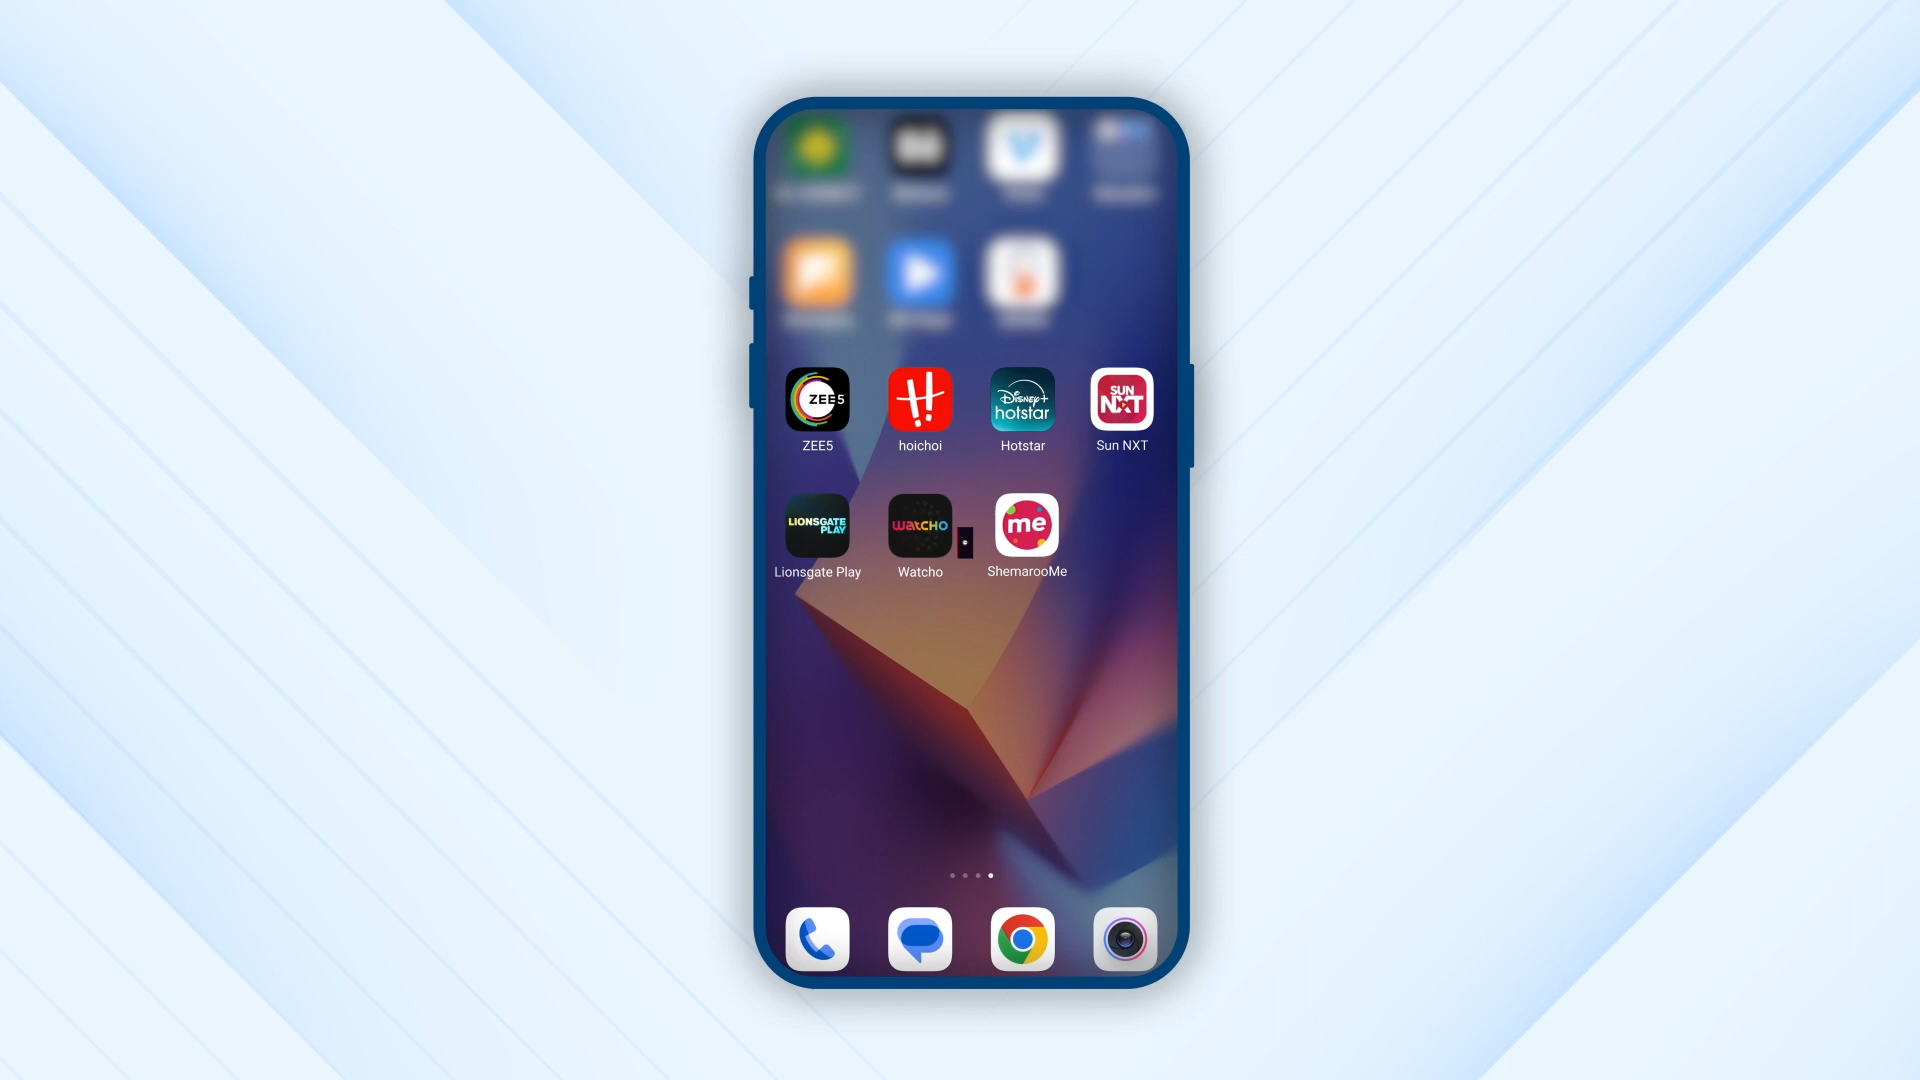 ZEE5
DISNEY+
hotstar
SUN
NXT
ZEE5
hoichoi
Hotstar
Sun NXT
LIONSGATE
PLAY
WATCHO
me
Lionsgate Play
Watcho
ShemarooMe